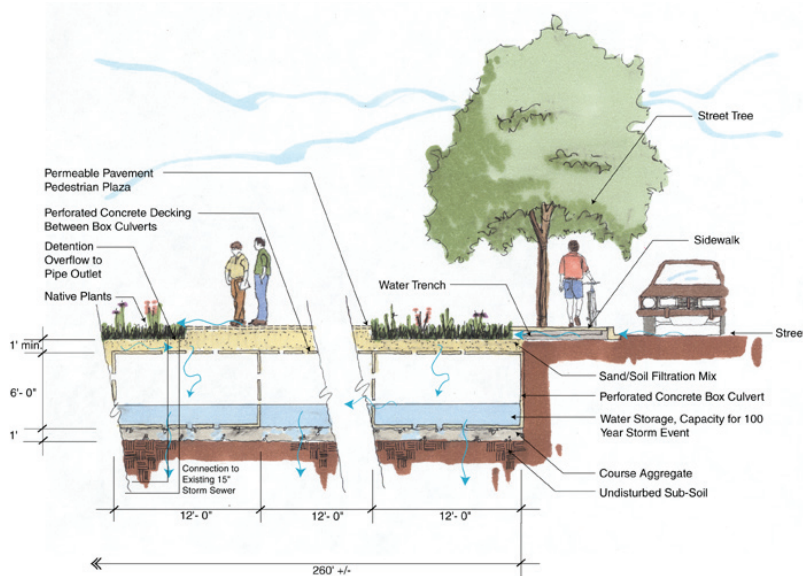 Street Tree
Permeable Pavement
Pedestrian Plaza
Perforated Concrete Decking
Between Box Culverts
Detention
Overflow to
Pipe Outlet
Native Plants
Sidewalk
Water Trench
Street
1' min.
6'- 0"
1'
Sand/Soil Filtration Mix
Perforated Concrete Box Culvert
Water Storage, Capacity for 100
Year Storm Event
Course Aggregate
Undisturbed Sub-Soil
Connection to
Existing 15"
Storm Sewer
12'- 0"
12'- 0"
12'- 0"
260' +/-